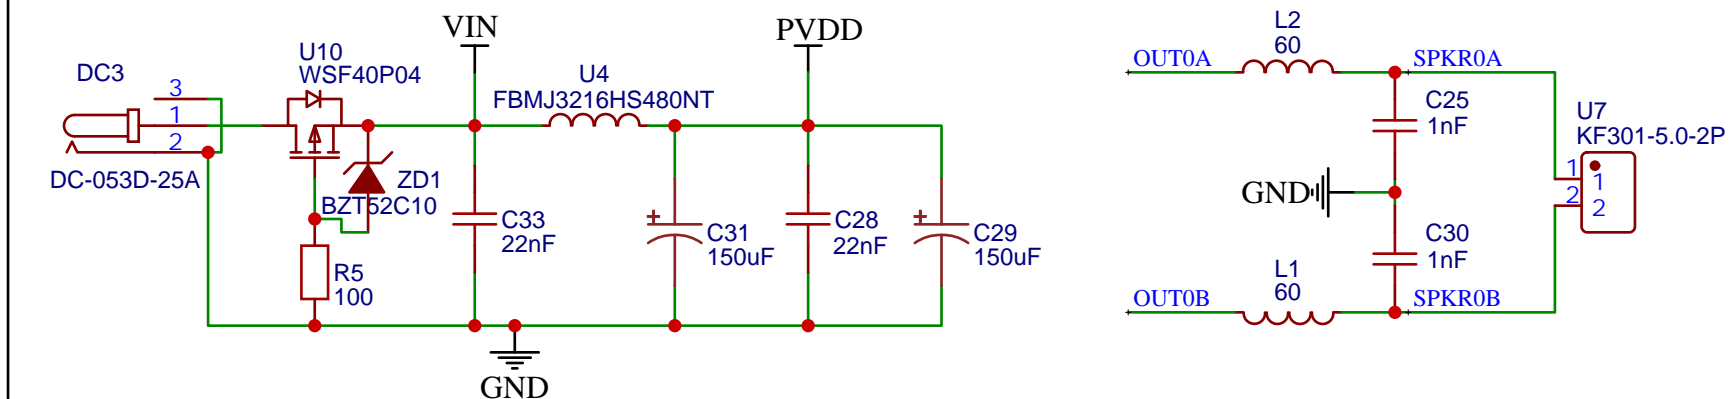 DC3
3
1
2
DC-053D-25A
U10
WSF40P04
VIN
U4
FBMJ3216HS480NT
PVDD
ZD1
BZT52C10
R5
100
C33
22nF
C31
150uF
C28
22nF
C29
150uF
GND
OUT0A
L2
60
SPKR0A
C25
1nF
GND
C30
1nF
OUT0B
L1
60
SPKR0B
U7
KF301-5.0-2P
1
1
2
2